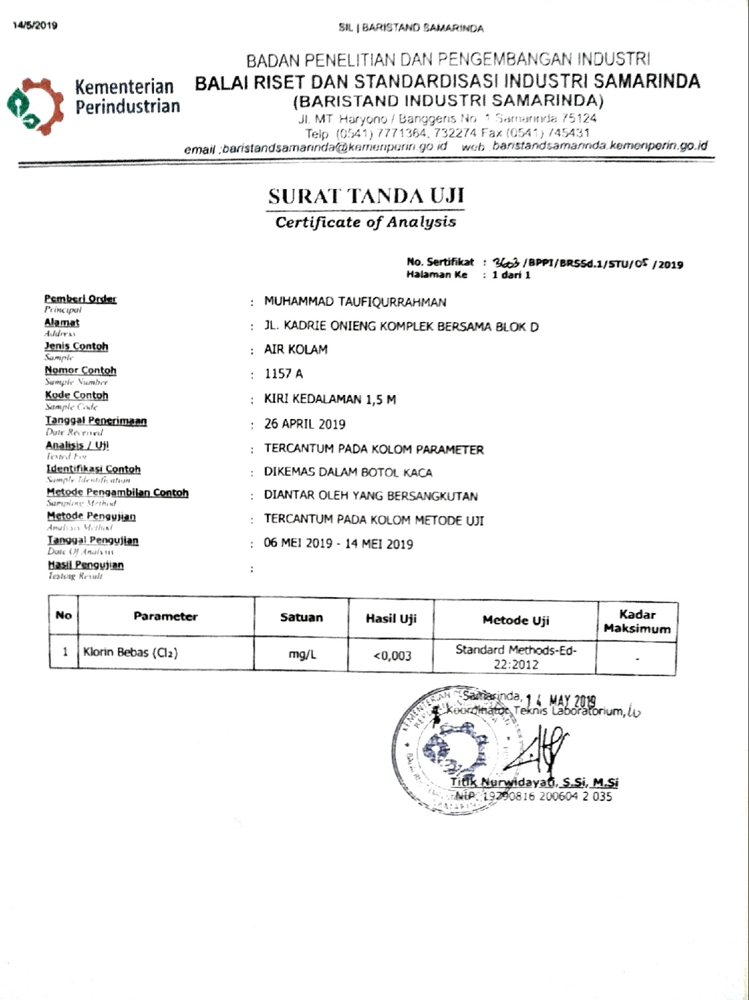 14/5/2019
SIL | BARISTAND SAMARINDA
BADAN PENELITIAN DAN PENGEMBANGAN INDUSTRI
BALAI RISET DAN STANDARDISASI INDUSTRI SAMARINDA
(BARISTAND INDUSTRI SAMARINDA)
Kementerian
Perindustrian
Jl. MT. Haryono / Banggeris No. 1 Samarinda 75124
Telp. (0541) 7771364, 732274 Fax (0541) 745431
email :baristandsamarinda@kemenperin.go.id web :baristandsamarinda.kemenperin.go.id
SURAT TANDA UJI
Certificate of Analysis
No. Sertifikat : 3603 /BPPI/BRSSd.1/STU/05 /2019
Halaman Ke : 1 dari 1
Pemberi Order : MUHAMMAD TAUFIQURRAHMAN
Principal
Alamat : JL. KADRIE ONIENG KOMPLEK BERSAMA BLOK D
Address
Jenis Contoh : AIR KOLAM
Sample
Nomor Contoh : 1157 A
Sample Number
Kode Contoh : KIRI KEDALAMAN 1,5 M
Sample Code
Tanggal Penerimaan : 26 APRIL 2019
Date Received
Analisis / Uji : TERCANTUM PADA KOLOM PARAMETER
Tested For
Identifikasi Contoh : DIKEMAS DALAM BOTOL KACA
Sample Identification
Metode Pengambilan Contoh : DIANTAR OLEH YANG BERSANGKUTAN
Sampling Method
Metode Pengujian : TERCANTUM PADA KOLOM METODE UJI
Analysis Method
Tanggal Pengujian : 06 MEI 2019 - 14 MEI 2019
Date Of Analysis
Hasil Pengujian :
Testing Result
No Parameter Satuan Hasil Uji Metode Uji Kadar Maksimum
1 Klorin Bebas (Cl₂) mg/L <0,003 Standard Methods-Ed-22:2012 -
Samarinda, 14 MAY 2019
Koordinator Teknis Laboratorium,
Titik Nurwidayati, S.Si, M.Si
NIP. 19790816 200604 2 035